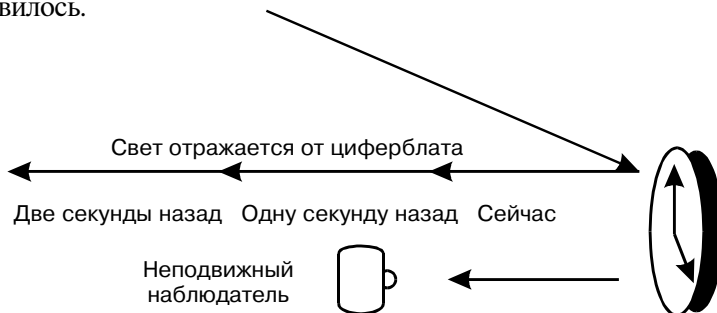 вилось.
Свет отражается от циферблата
Две секунды назад Одну секунду назад Сейчас
Неподвижный
наблюдатель